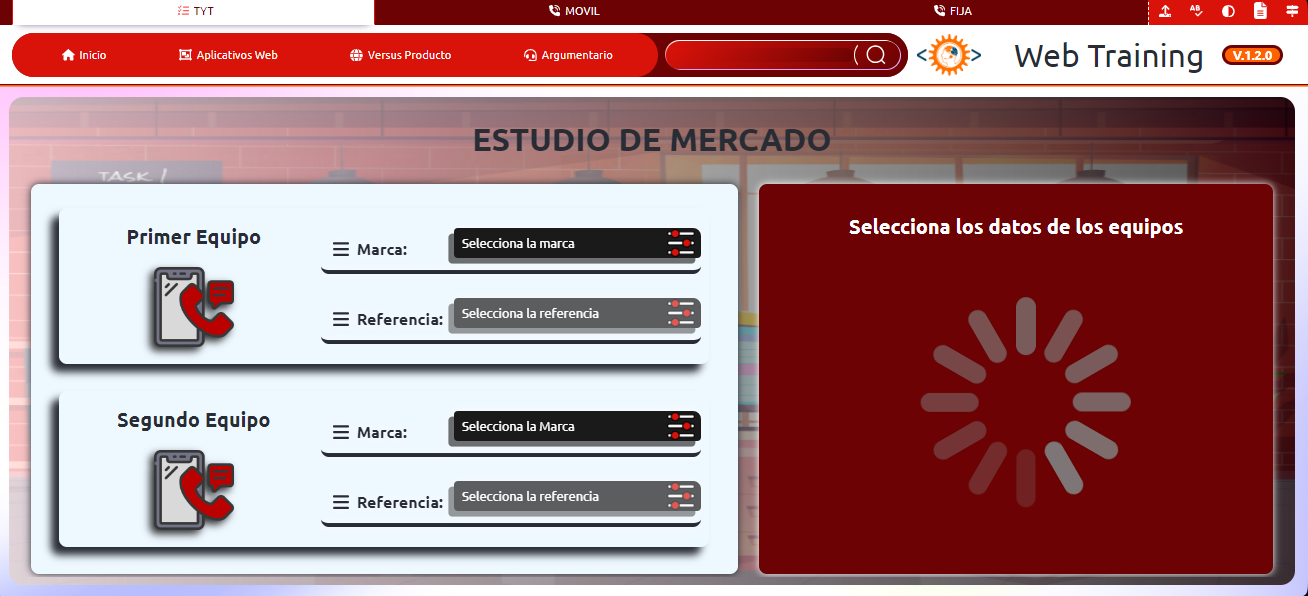 TYT
MOVIL
FIJA
Inicio
Aplicativos Web
Versus Producto
Argumentario
Web Training
V.1.2.0
ESTUDIO DE MERCADO
TASK !
Primer Equipo
Marca:
Selecciona la marca
Referencia:
Selecciona la referencia
Segundo Equipo
Marca:
Selecciona la Marca
Referencia:
Selecciona la referencia
Selecciona los datos de los equipos